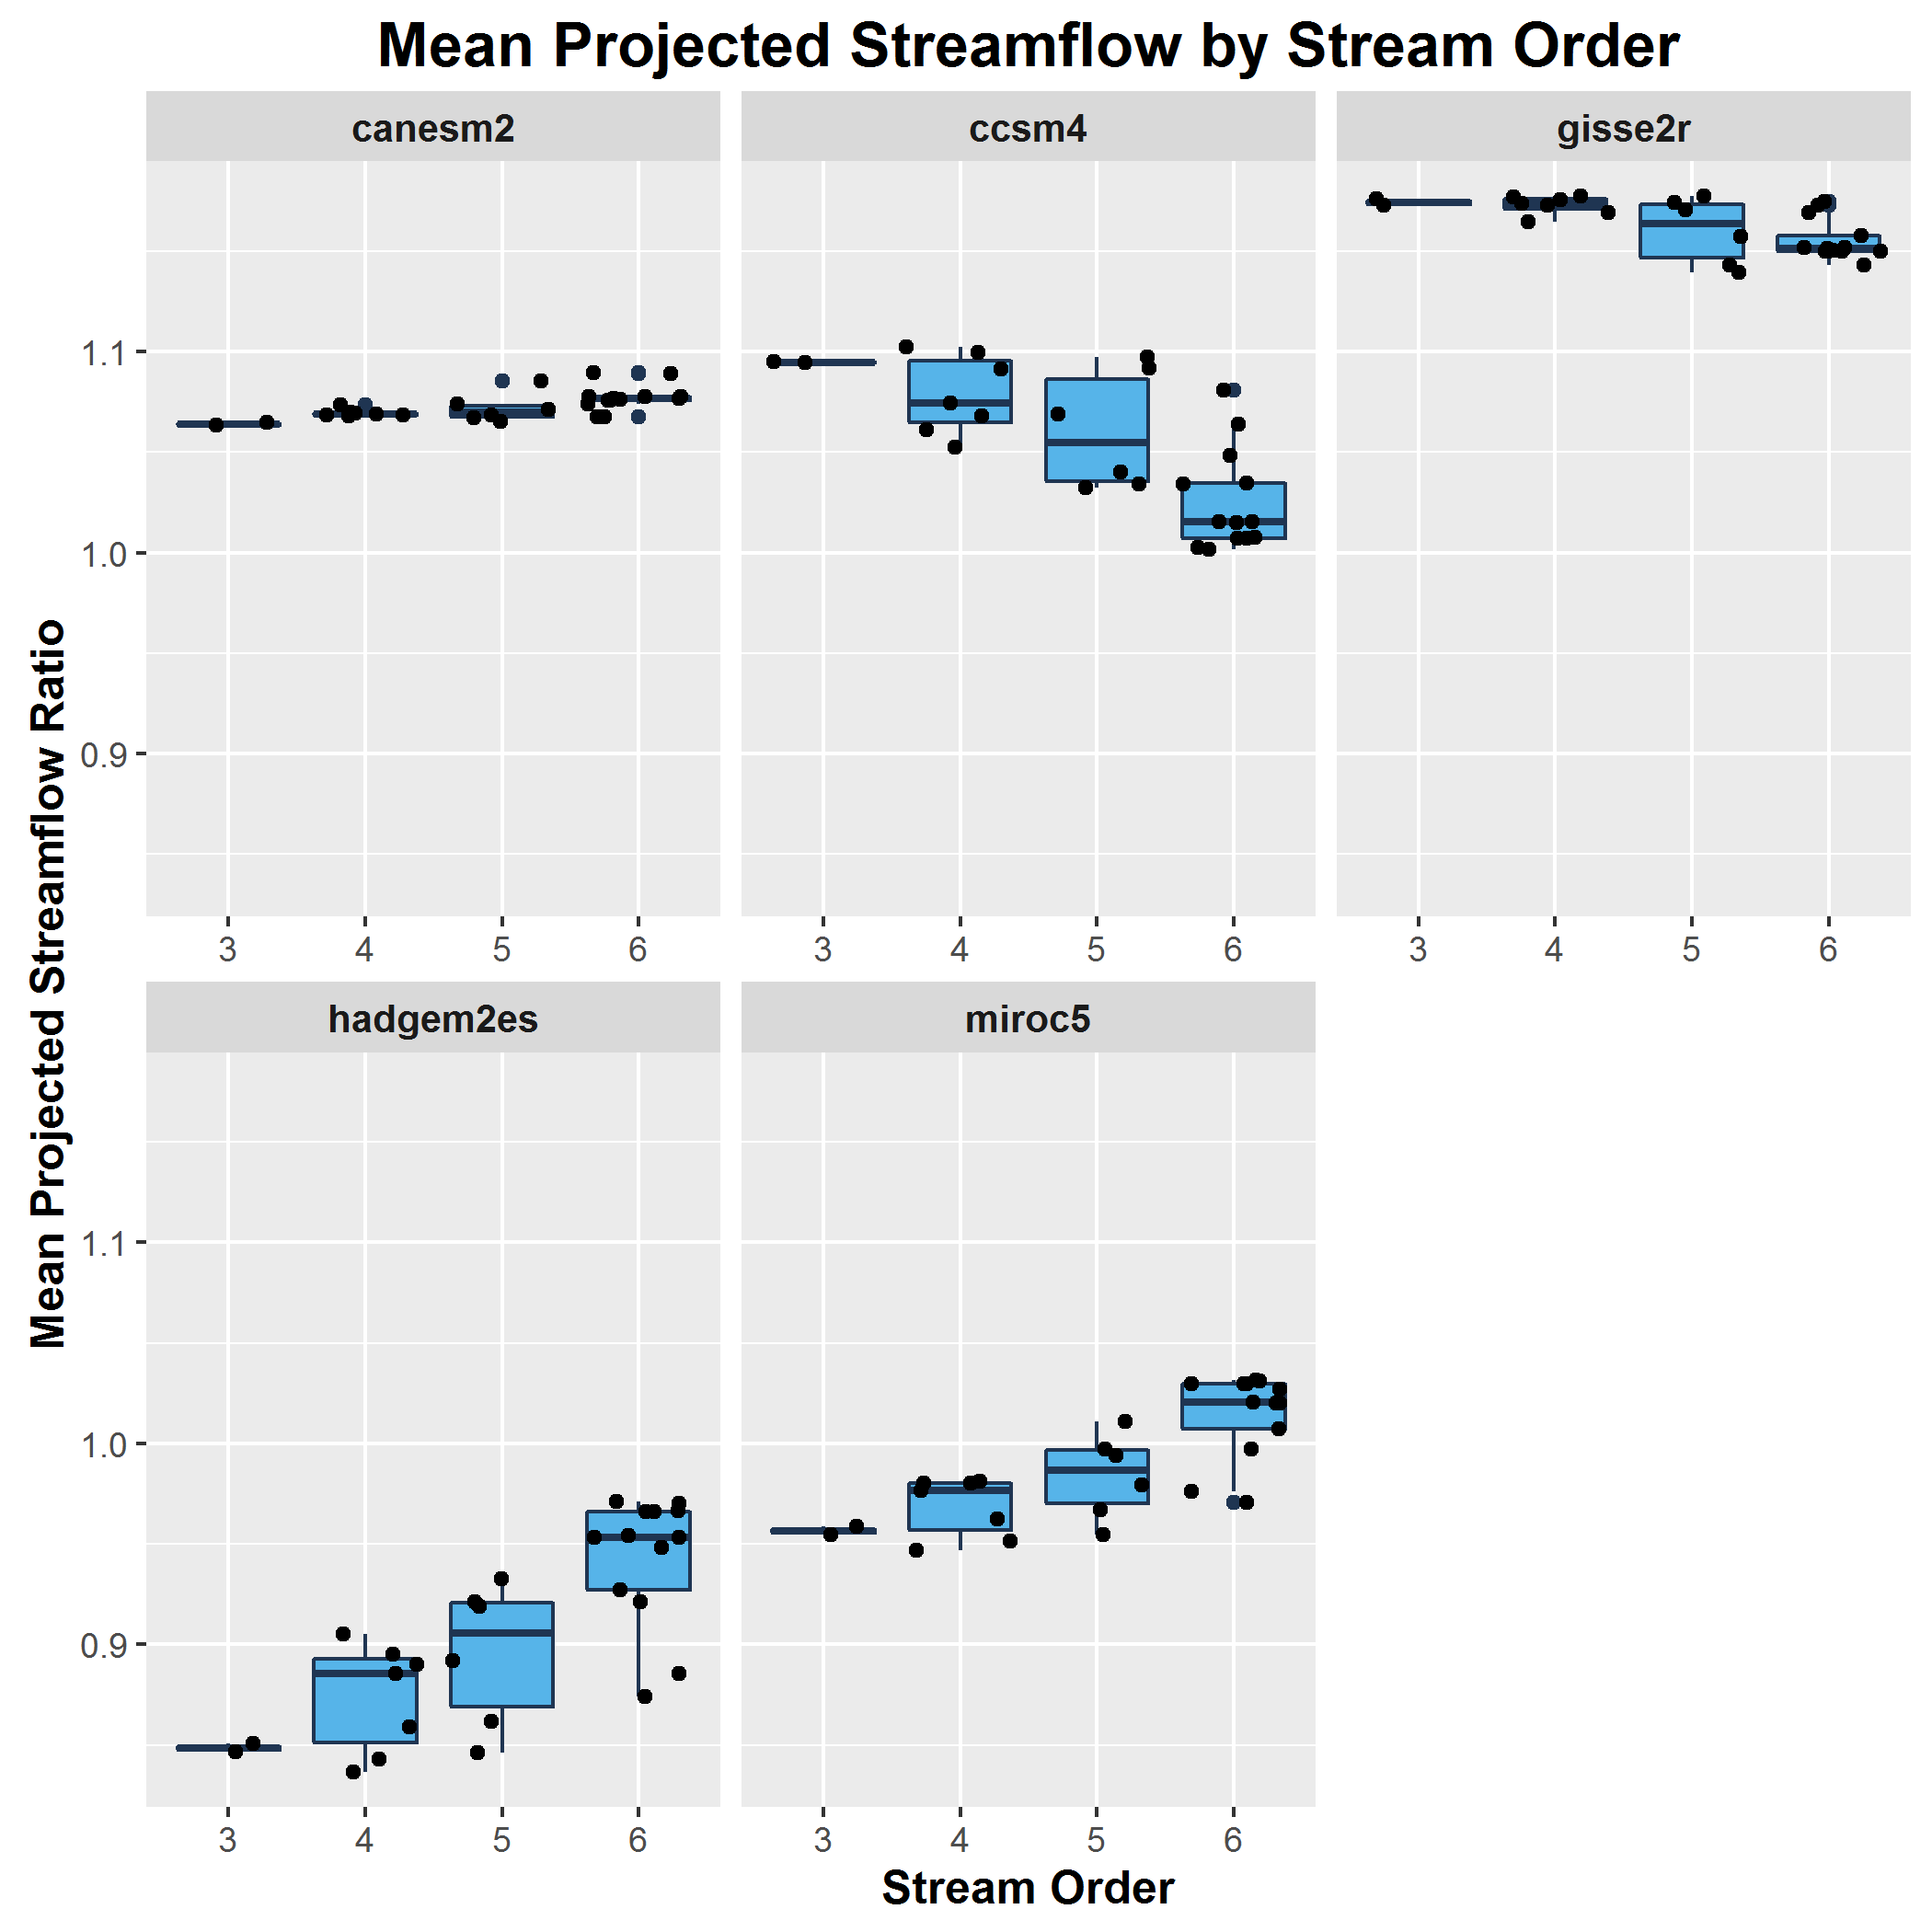 Mean Projected Streamflow by Stream Order
canesm2
ccsm4
gisse2r
1.1
1.0
0.9
3 4 5 6
3 4 5 6
3 4 5 6
Mean Projected Streamflow Ratio
hadgem2es
miroc5
1.1
1.0
0.9
3 4 5 6
3 4 5 6
Stream Order